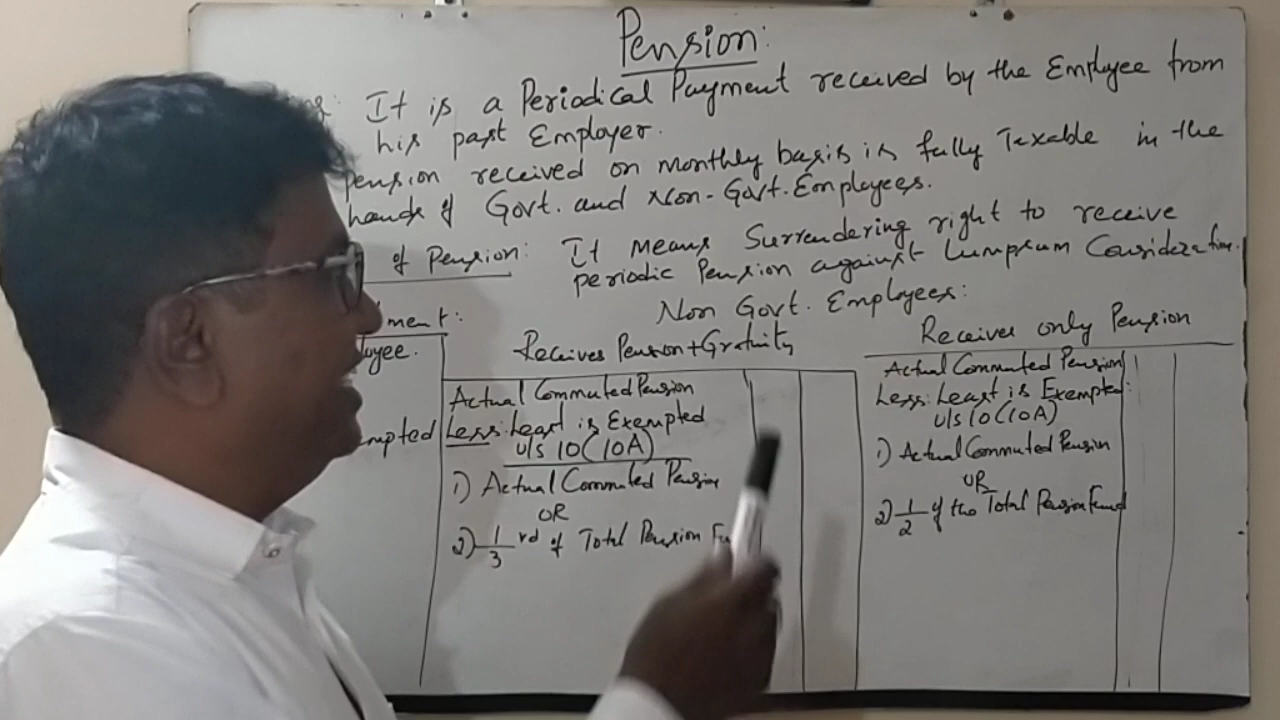 Pension:
It is a Periodical Payment received by the Employee from
his past Employer.
pension received on monthly basis is fully Taxable in the
hands of Govt. and Non-Govt. Employees.
of Pension: It means Surrendering right to receive
periodic Pension against Lumpsum Consideration.
Non Govt. Employees:
ment:
loyee.
empted
Receives Pension+Gratuity
Actual Commuted Pension
Less: Least is Exempted
U/s 10(10A)
1) Actual Commuted Pension
OR
2) 1/3 rd of Total Pension Fu
Receives only Pension
Actual Commuted Pension
Less: Least is Exempted:
U/s 10(10A)
1) Actual Commuted Pension
OR
2) 1/2 of the Total Pension Fund